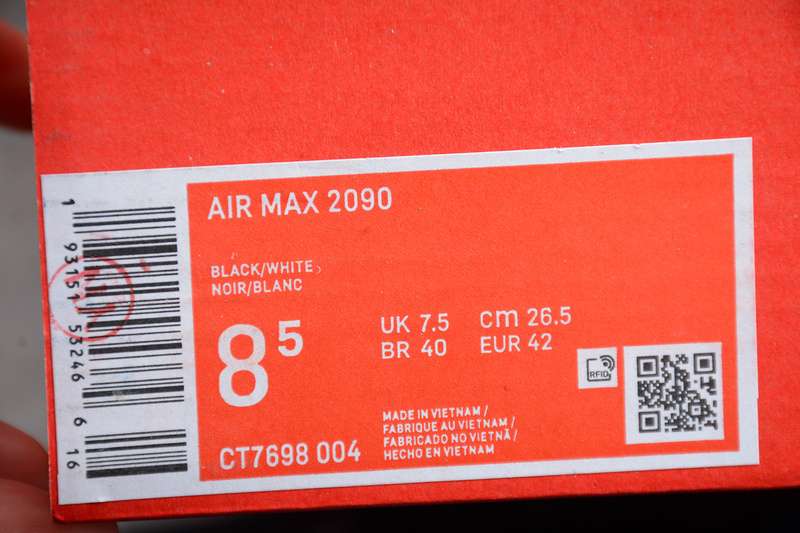 AIR MAX 2090
BLACK/WHITE
NOIR/BLANC
8 5
UK 7.5 cm 26.5
BR 40 EUR 42
RFID
CT7698 004
MADE IN VIETNAM /
FABRIQUE AU VIETNAM /
FABRICADO NO VIETNÃ /
HECHO EN VIETNAM
1 93151 53246 6 16